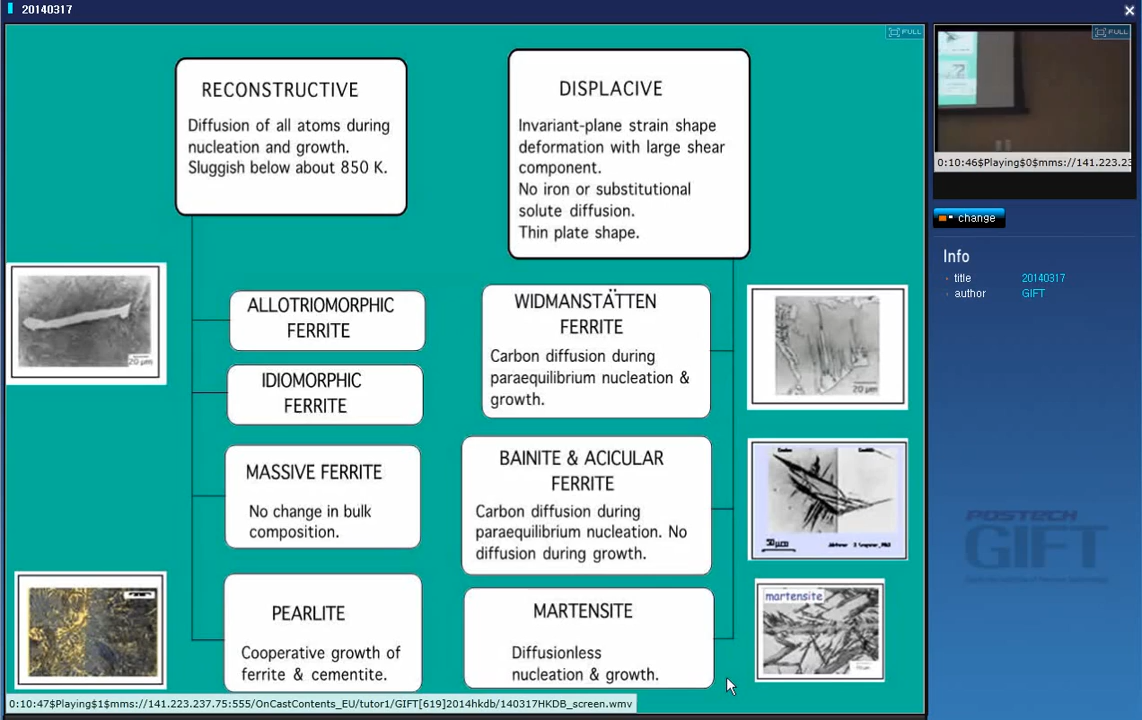 20140317
FULL
RECONSTRUCTIVE
Diffusion of all atoms during
nucleation and growth.
Sluggish below about 850 K.
DISPLACIVE
Invariant-plane strain shape
deformation with large shear
component.
No iron or substitutional
solute diffusion.
Thin plate shape.
ALLOTRIOMORPHIC
FERRITE
20 µm
IDIOMORPHIC
FERRITE
MASSIVE FERRITE
No change in bulk
composition.
PEARLITE
Cooperative growth of
ferrite & cementite.
WIDMANSTÄTTEN
FERRITE
Carbon diffusion during
paraequilibrium nucleation &
growth.
20 µm
BAINITE & ACICULAR
FERRITE
Carbon diffusion during
paraequilibrium nucleation. No
diffusion during growth.
50 µm
MARTENSITE
Diffusionless
nucleation & growth.
martensite
0:10:47$Playing$1$mms://141.223.237.75:555/OnCastContents_EU/tutor1/GIFT[619]2014hkdb/140317HKDB_screen.wmv
FULL
0:10:46$Playing$0$mms://141.223.23
change
Info
title 20140317
author GIFT
POSTECH
GIFT